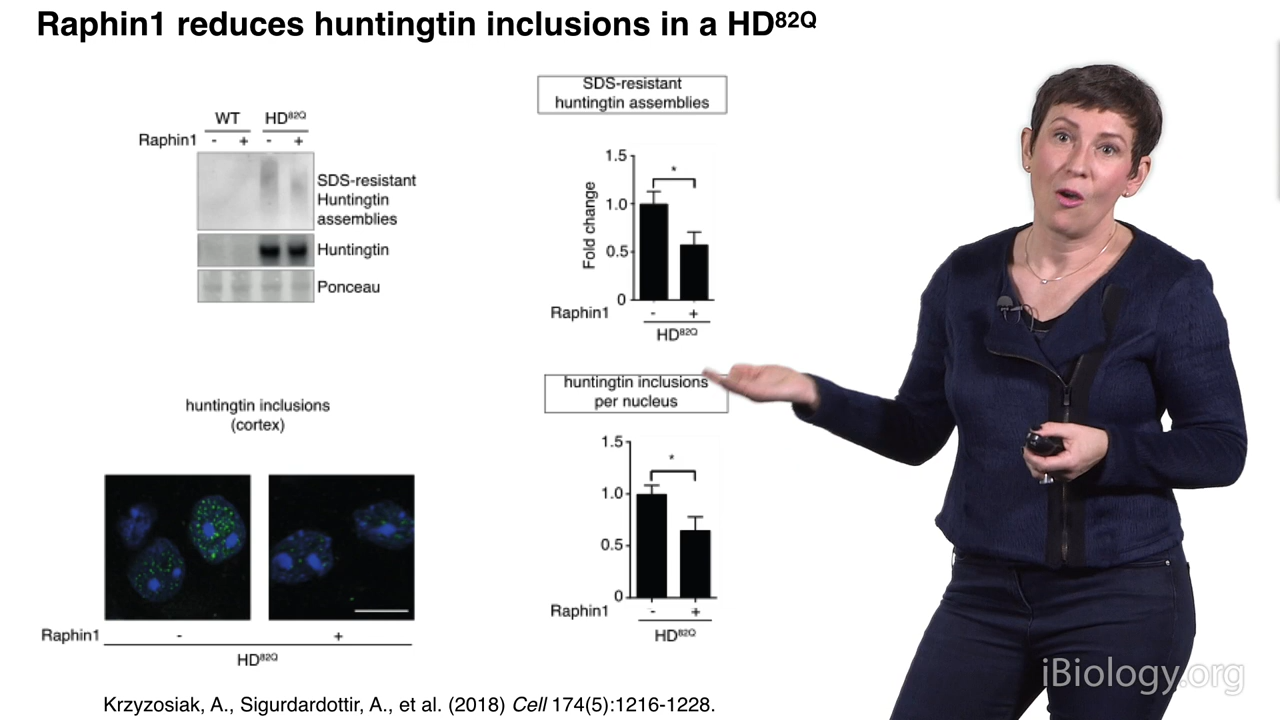 Raphin1 reduces huntingtin inclusions in a HD82Q
WT HD82Q
Raphin1 - + - +
SDS-resistant
Huntingtin
assemblies
Huntingtin
Ponceau
SDS-resistant
huntingtin assemblies
Fold change
1.5
1.0
0.5
0
*
Raphin1 - +
HD82Q
huntingtin inclusions
(cortex)
Raphin1 - +
HD82Q
huntingtin inclusions
per nucleus
1.5
1.0
0.5
0
*
Raphin1 - +
HD82Q
Krzyzosiak, A., Sigurdardottir, A., et al. (2018) Cell 174(5):1216-1228.
iBiology.org